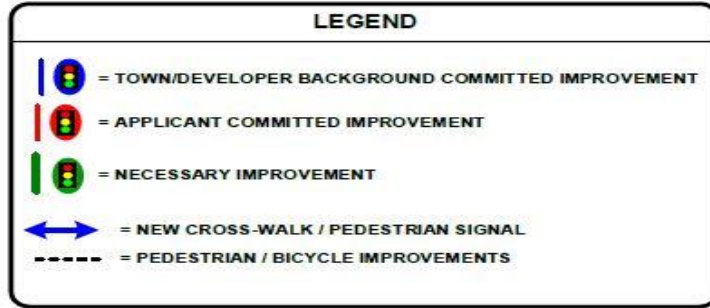 LEGEND
= TOWN/DEVELOPER BACKGROUND COMMITTED IMPROVEMENT
= APPLICANT COMMITTED IMPROVEMENT
= NECESSARY IMPROVEMENT
= NEW CROSS-WALK / PEDESTRIAN SIGNAL
= PEDESTRIAN / BICYCLE IMPROVEMENTS